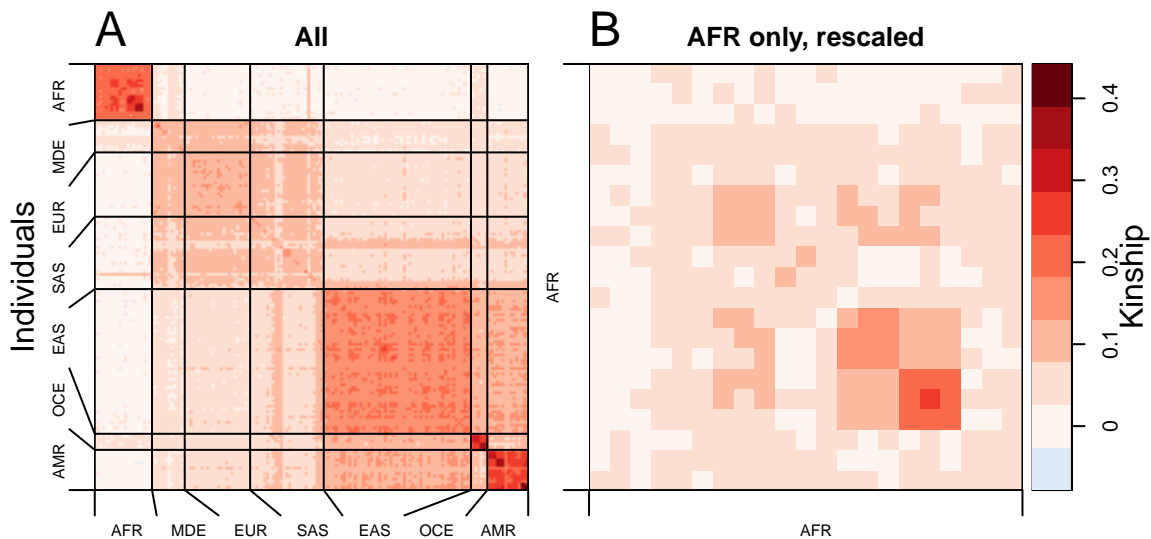 A
All
B
AFR only, rescaled
Individuals
AFR
MDE
EUR
SAS
EAS
OCE
AMR
AFR MDE EUR SAS EAS OCE AMR
AFR
AFR
0.4
0.3
0.2
0.1
0
Kinship